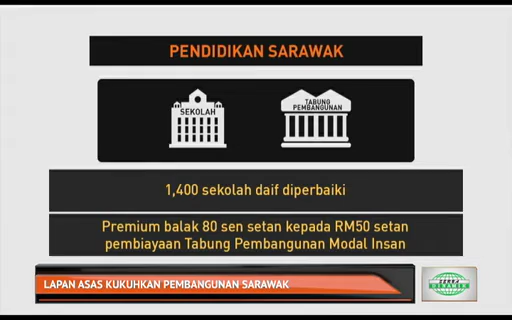 PENDIDIKAN SARAWAK
SEKOLAH
TABUNG
PEMBANGUNAN
1,400 sekolah daif diperbaiki
Premium balak 80 sen setan kepada RM50 setan
pembiayaan Tabung Pembangunan Modal Insan
LAPAN ASAS KUKUHKAN PEMBANGUNAN SARAWAK